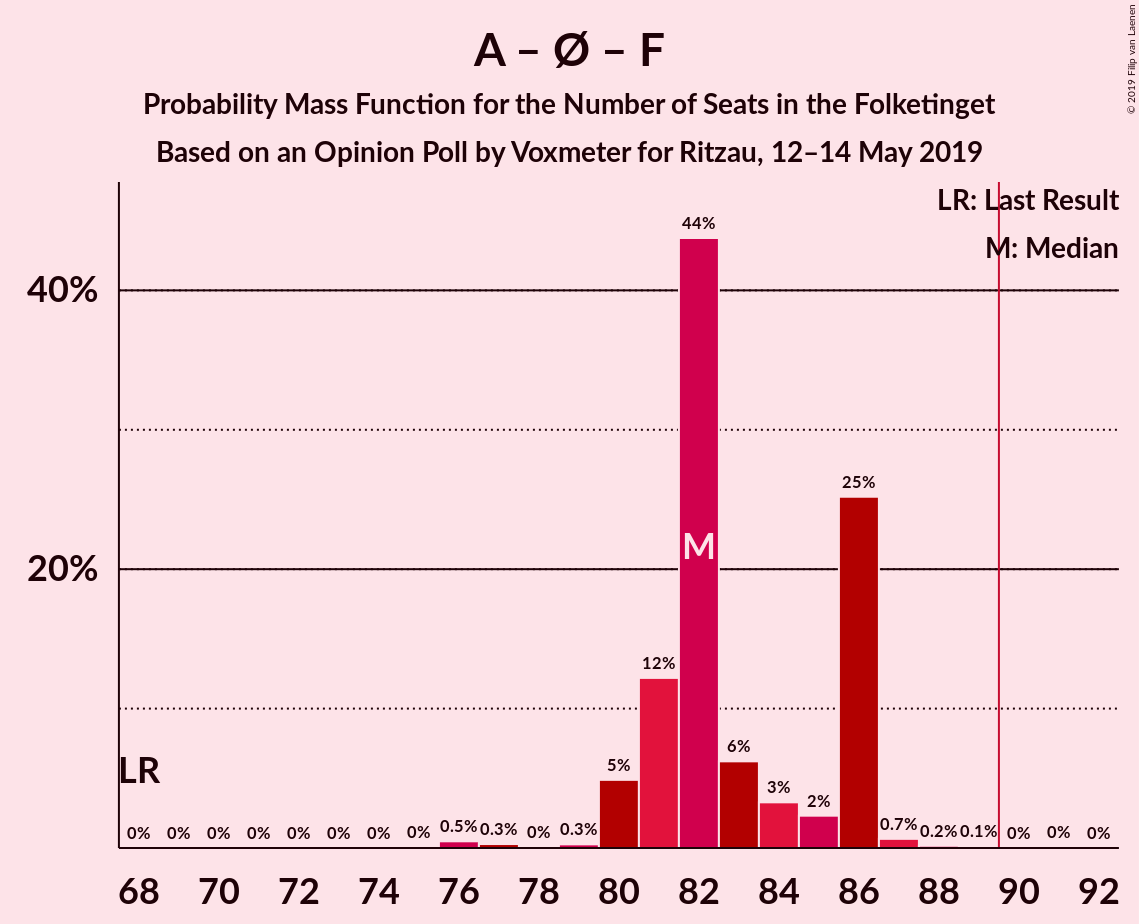 A – Ø – F
Probability Mass Function for the Number of Seats in the Folketinget
Based on an Opinion Poll by Voxmeter for Ritzau, 12–14 May 2019
© 2019 Filip van Laenen
LR: Last Result
M: Median
40%
20%
LR
M
0% 0% 0% 0% 0% 0% 0% 0% 0.5% 0.3% 0% 0.3% 5% 12% 44% 6% 3% 2% 25% 0.7% 0.2% 0.1% 0% 0% 0%
68 70 72 74 76 78 80 82 84 86 88 90 92